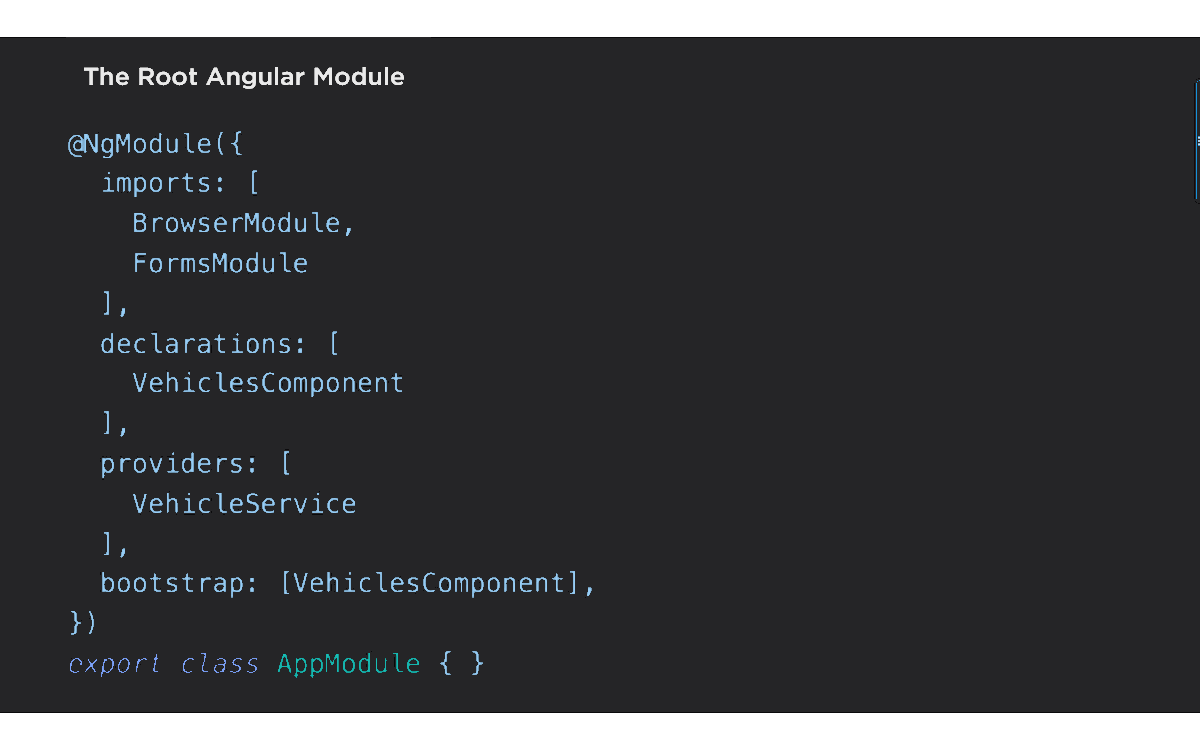 The Root Angular Module
@NgModule({
  imports: [
    BrowserModule,
    FormsModule
  ],
  declarations: [
    VehiclesComponent
  ],
  providers: [
    VehicleService
  ],
  bootstrap: [VehiclesComponent],
})
export class AppModule { }